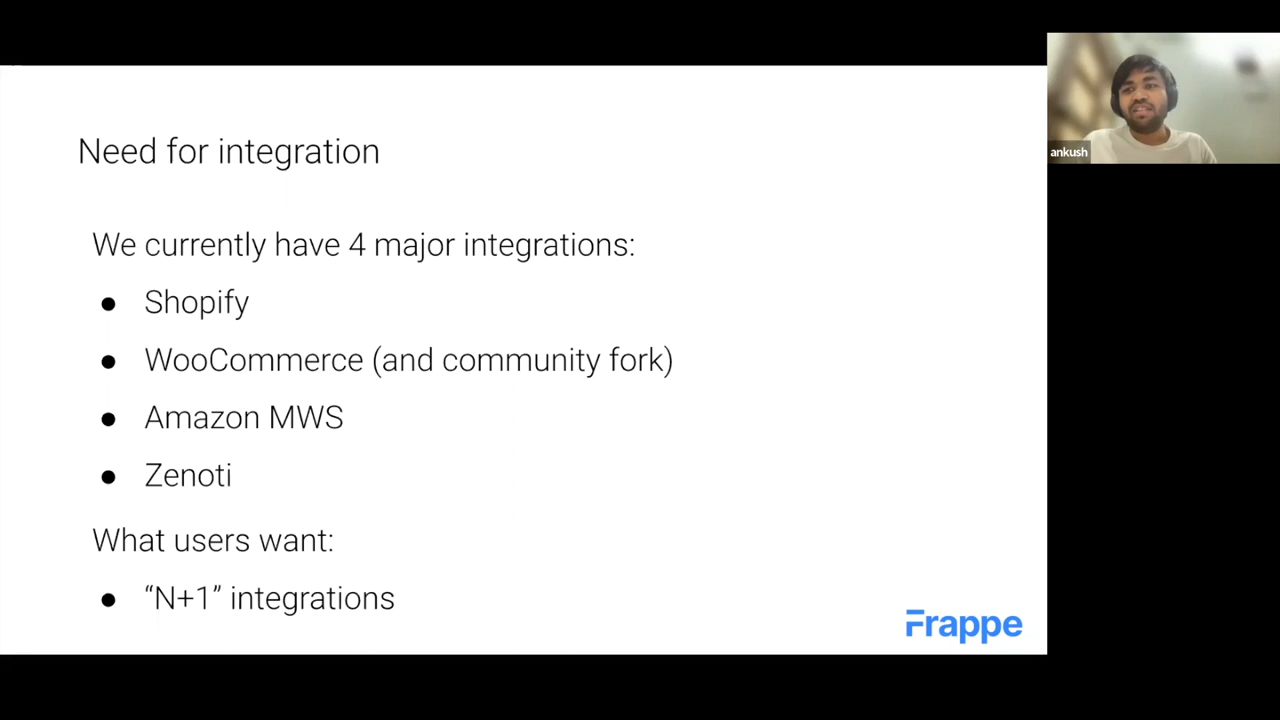 Need for integration
We currently have 4 major integrations:
● Shopify
● WooCommerce (and community fork)
● Amazon MWS
● Zenoti
What users want:
● “N+1” integrations
Frappe
ankush